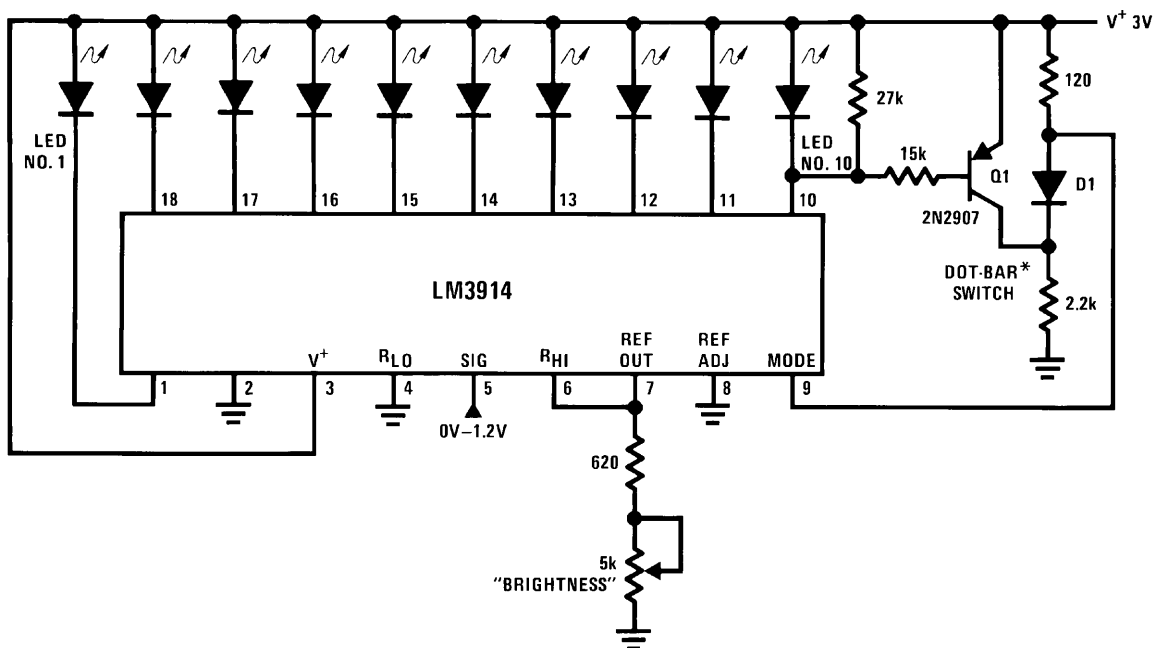 V+ 3V
LED
NO. 1
LED
NO. 10
27k
15k
120
Q1
2N2907
D1
DOT-BAR*
SWITCH
2.2k
18
17
16
15
14
13
12
11
10
LM3914
V+
RLO
SIG
RHI
REF
OUT
REF
ADJ
MODE
1
2
3
4
5
6
7
8
9
0V–1.2V
620
5k
"BRIGHTNESS"